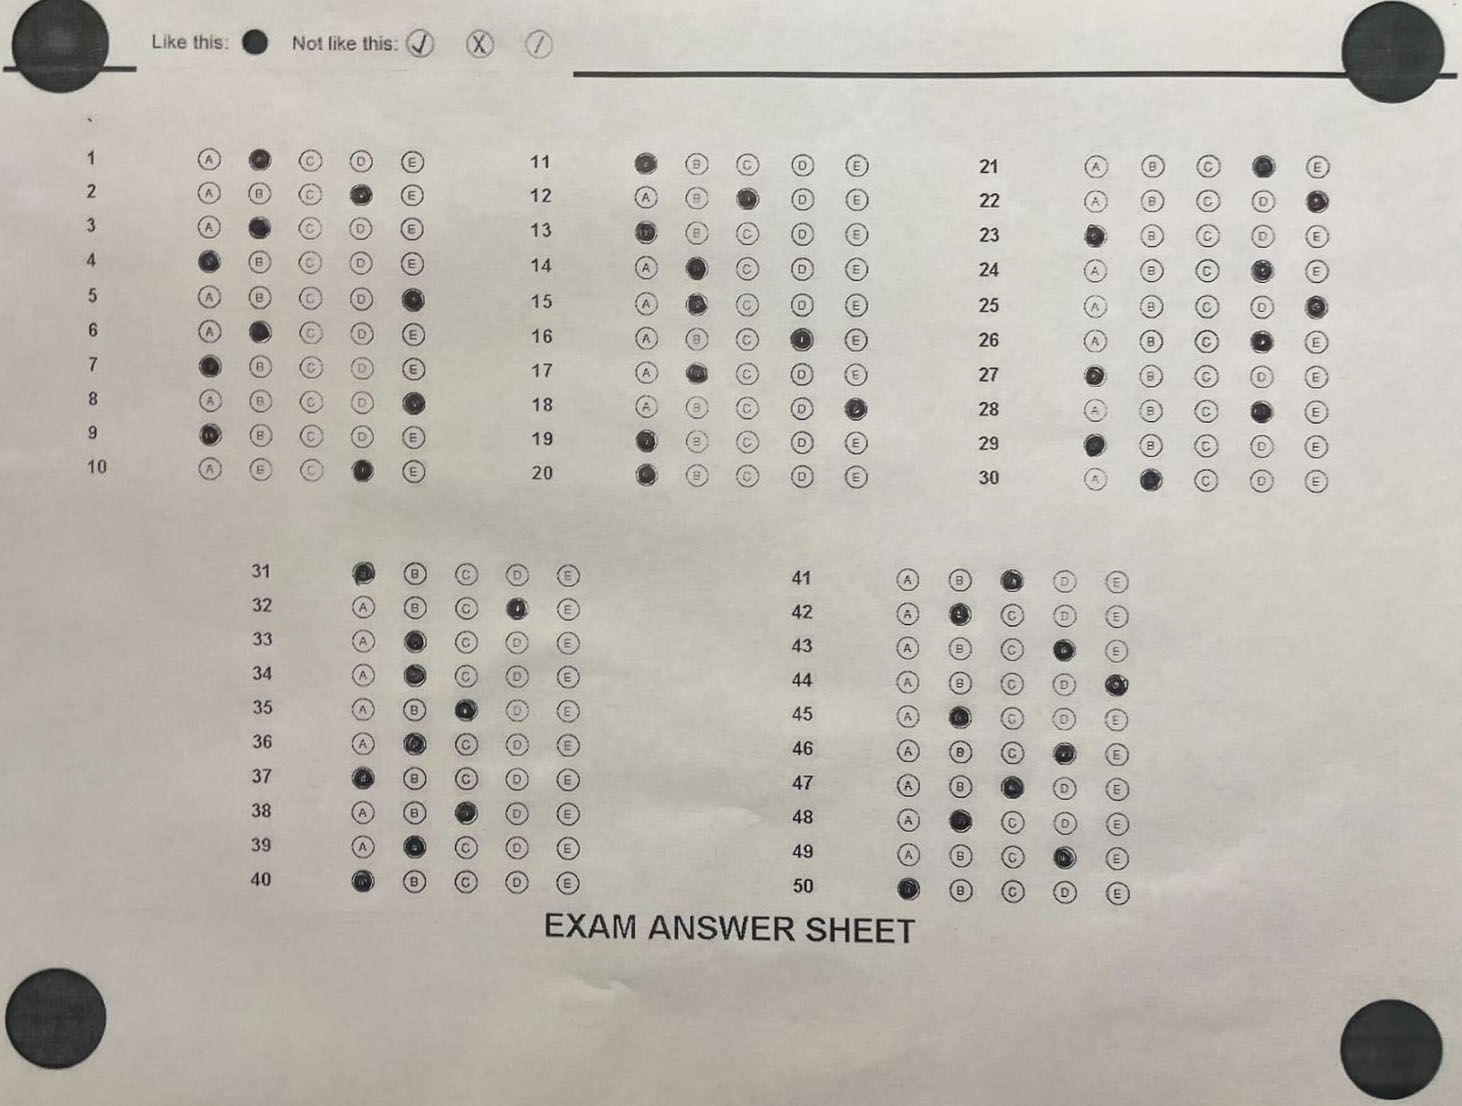 Like this: Not like this:
1 A C D E 11 B C D E 21 A B C E
2 A B C E 12 A B D E 22 A B C D
3 A C D E 13 B C D E 23 B C D E
4 B C D E 14 A C D E 24 A B C E
5 A B C D 15 A C D E 25 A B C D
6 A C D E 16 A B C E 26 A B C E
7 B C D E 17 A C D E 27 B C D E
8 A B C D 18 A B C D 28 A B C E
9 B C D E 19 B C D E 29 B C D E
10 A B C E 20 B C D E 30 A C D E
31 B C D E 41 A B D E
32 A B C E 42 A C D E
33 A C D E 43 A B C E
34 A C D E 44 A B C D
35 A B D E 45 A C D E
36 A C D E 46 A B C E
37 B C D E 47 A B D E
38 A B D E 48 A C D E
39 A C D E 49 A B C E
40 B C D E 50 B C D E
EXAM ANSWER SHEET